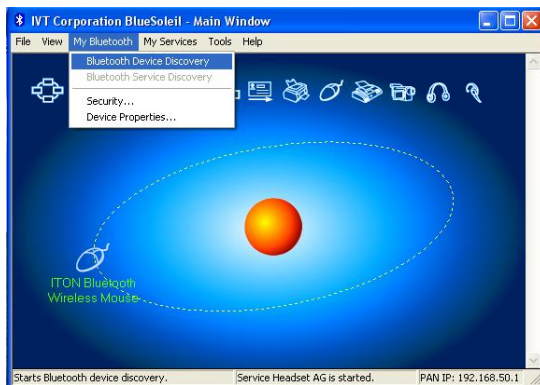 IVT Corporation BlueSoleil - Main Window
File View My Bluetooth My Services Tools Help
Bluetooth Device Discovery
Bluetooth Service Discovery
Security...
Device Properties...
ITON Bluetooth
Wireless Mouse
Starts Bluetooth device discovery. Service Headset AG is started. PAN IP: 192.168.50.1